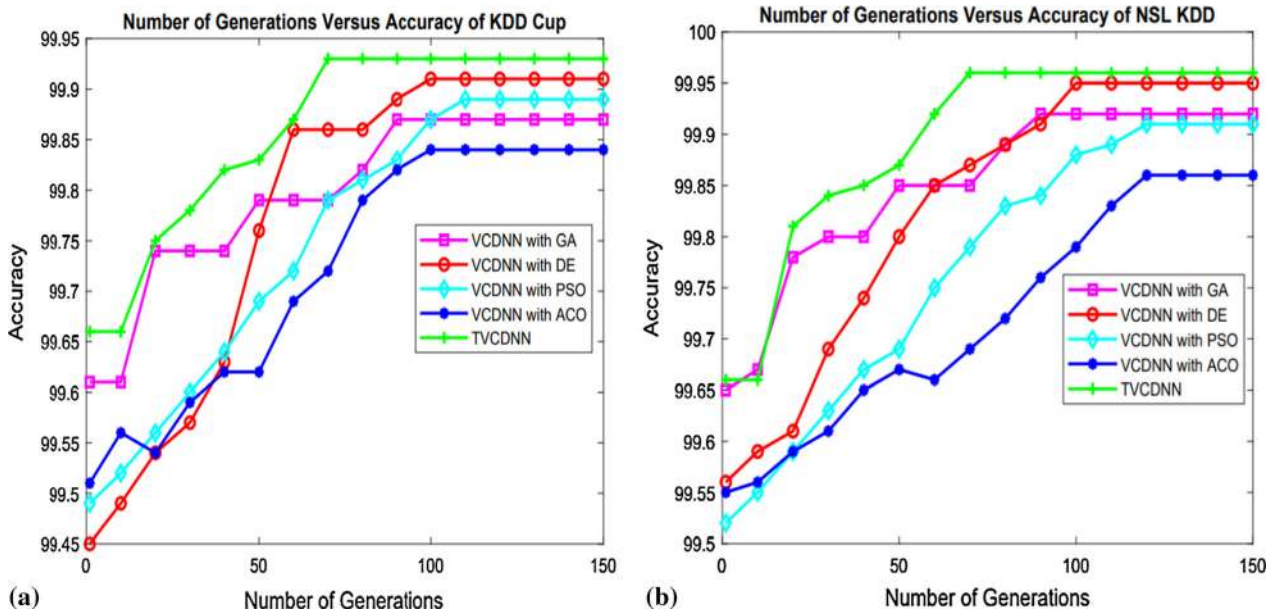 Number of Generations Versus Accuracy of KDD Cup
99.95
99.9
99.85
99.8
99.75
99.7
99.65
99.6
99.55
99.5
99.45
Accuracy
VCDNN with GA
VCDNN with DE
VCDNN with PSO
VCDNN with ACO
TVCDNN
0
50
100
150
(a)
Number of Generations
Number of Generations Versus Accuracy of NSL KDD
100
99.95
99.9
99.85
99.8
99.75
99.7
99.65
99.6
99.55
99.5
Accuracy
VCDNN with GA
VCDNN with DE
VCDNN with PSO
VCDNN with ACO
TVCDNN
0
50
100
150
(b)
Number of Generations